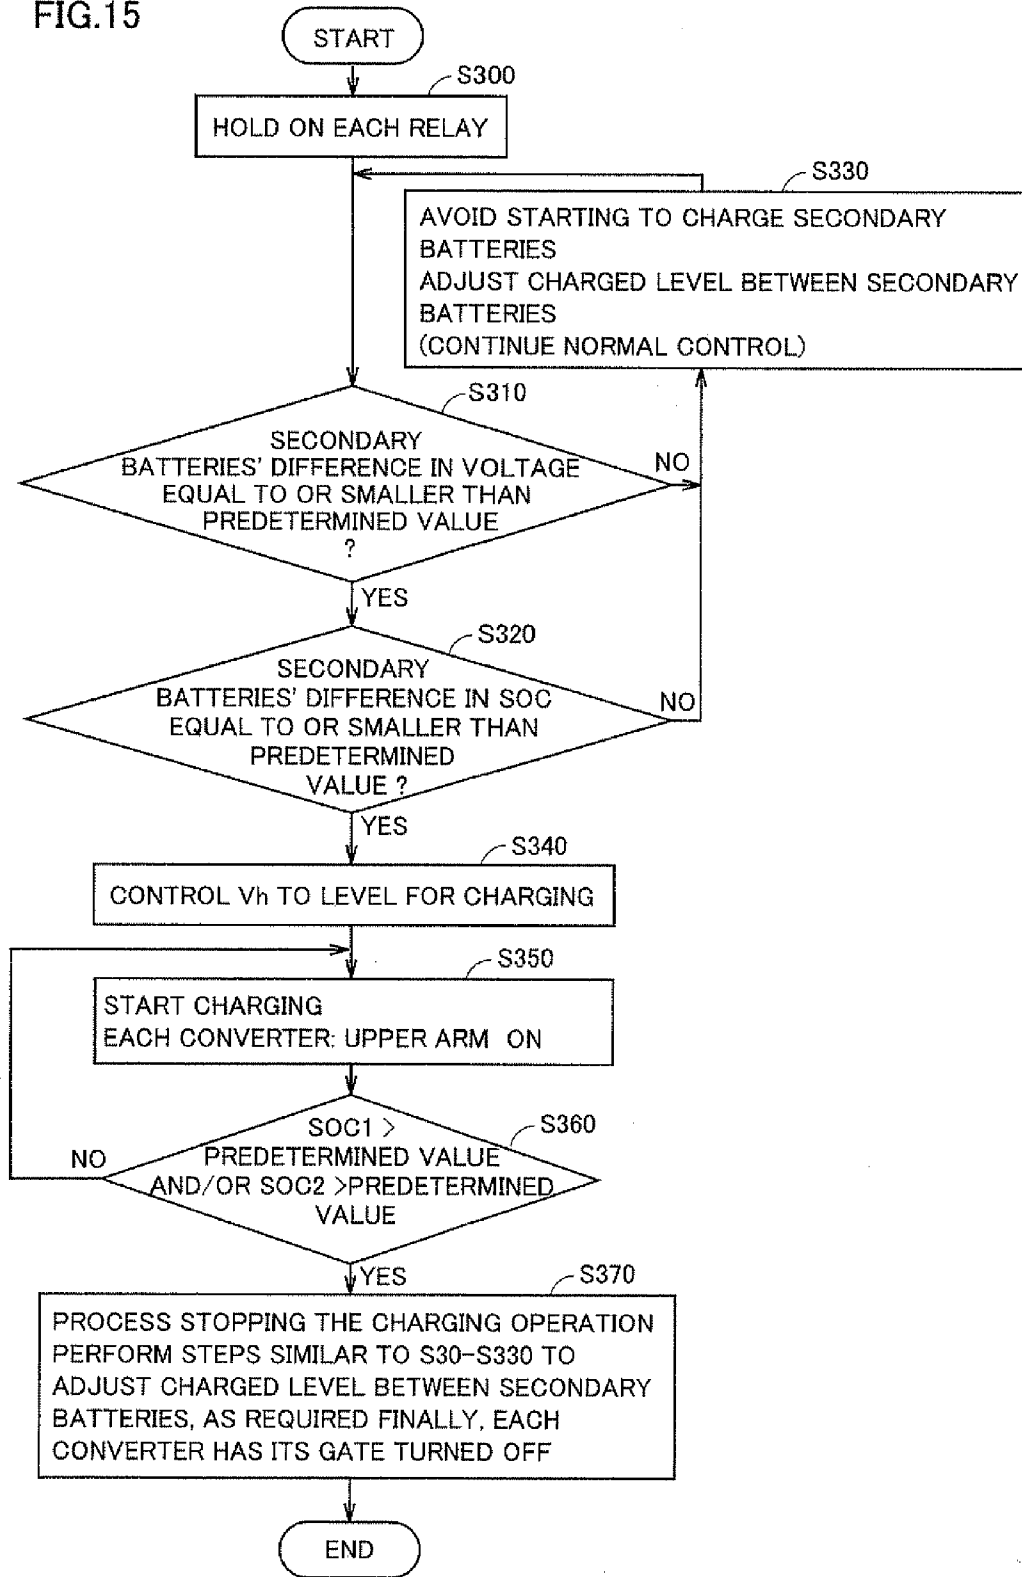 FIG.15
START
S300
HOLD ON EACH RELAY
S330
AVOID STARTING TO CHARGE SECONDARY
BATTERIES
ADJUST CHARGED LEVEL BETWEEN SECONDARY
BATTERIES
(CONTINUE NORMAL CONTROL)
S310
SECONDARY
BATTERIES' DIFFERENCE IN VOLTAGE
EQUAL TO OR SMALLER THAN
PREDETERMINED VALUE
?
NO
YES
S320
SECONDARY
BATTERIES' DIFFERENCE IN SOC
EQUAL TO OR SMALLER THAN
PREDETERMINED
VALUE ?
NO
YES
S340
CONTROL Vh TO LEVEL FOR CHARGING
S350
START CHARGING
EACH CONVERTER: UPPER ARM ON
S360
SOC1 >
PREDETERMINED VALUE
AND/OR SOC2 >PREDETERMINED
VALUE
NO
YES
S370
PROCESS STOPPING THE CHARGING OPERATION
PERFORM STEPS SIMILAR TO S30-S330 TO
ADJUST CHARGED LEVEL BETWEEN SECONDARY
BATTERIES, AS REQUIRED FINALLY, EACH
CONVERTER HAS ITS GATE TURNED OFF
END